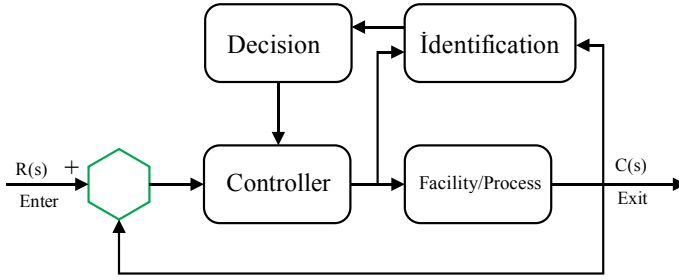 Decision
İdentification
R(s)
+
Enter
Controller
Facility/Process
C(s)
Exit